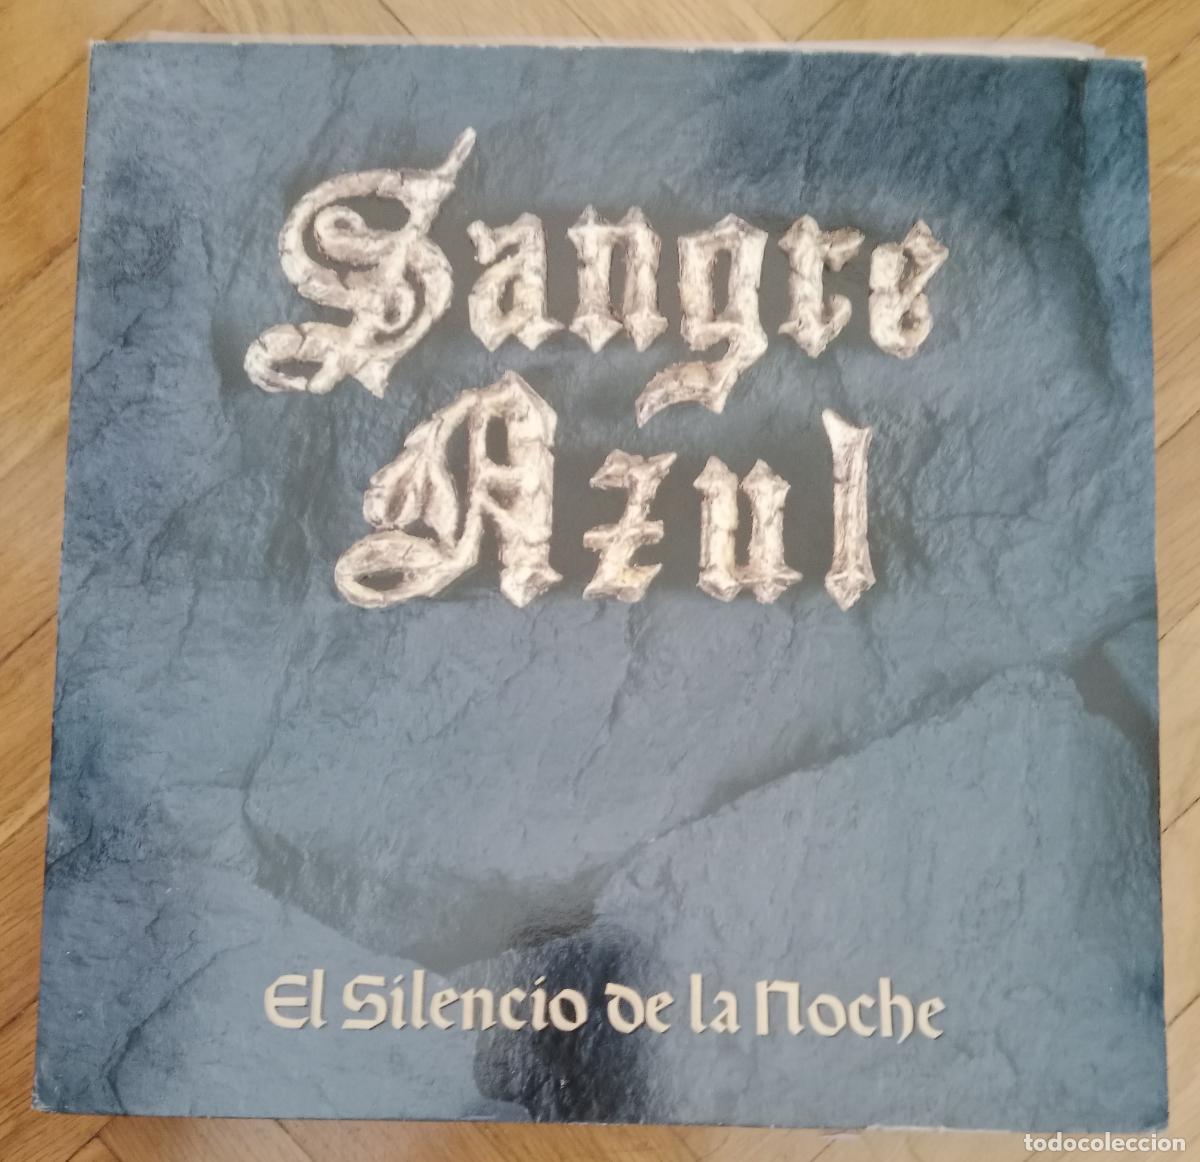 Sangre
Azul
El Silencio de la Noche
todocoleccion